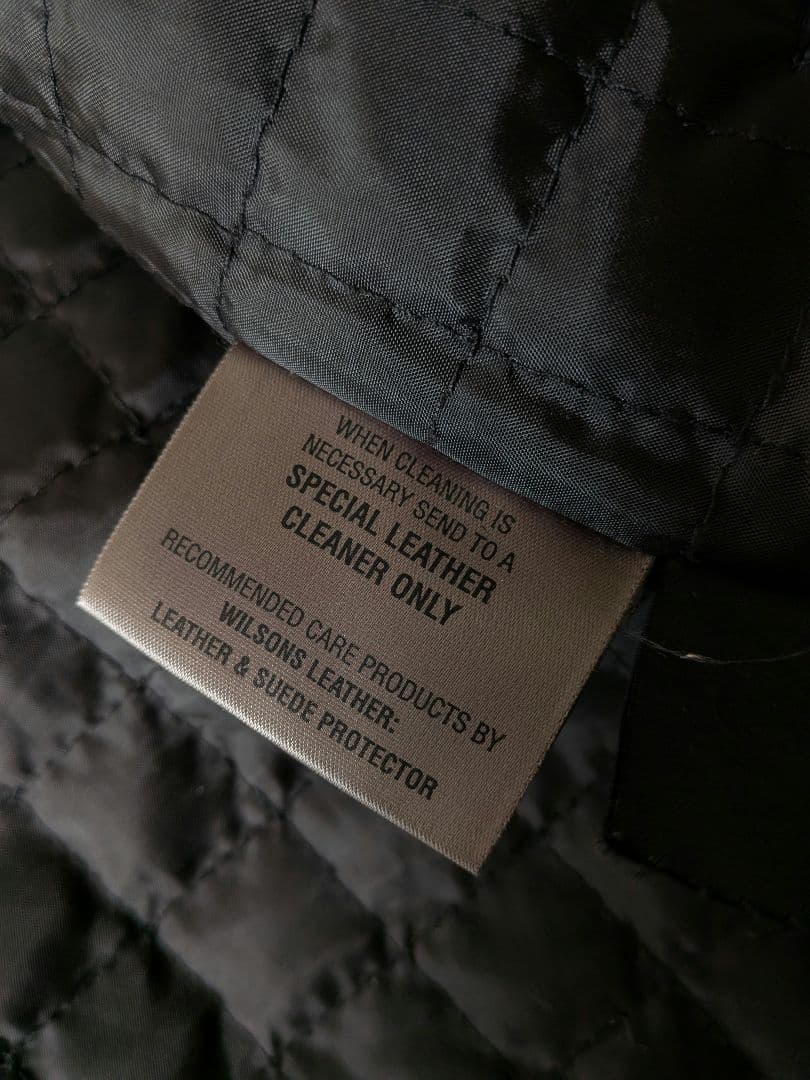 WHEN CLEANING IS
NECESSARY SEND TO A
SPECIAL LEATHER
CLEANER ONLY
RECOMMENDED CARE PRODUCTS BY
WILSONS LEATHER:
LEATHER & SUEDE PROTECTOR